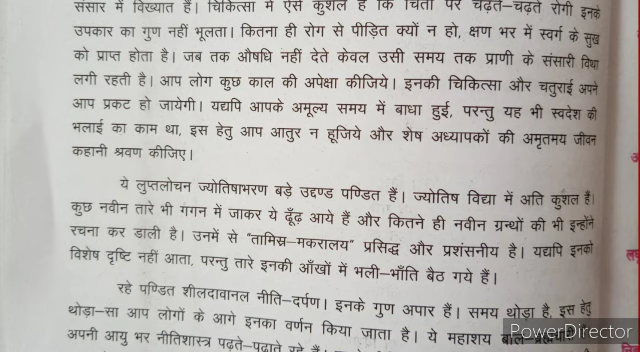 संसार में विख्यात हैं। चिकित्सा में ऐसे कुशल हैं कि चिता पर चढ़ते–चढ़ते रोगी इनके
उपकार का गुण नहीं भूलता। कितना ही रोग से पीड़ित क्यों न हो, क्षण भर में स्वर्ग के सुख
को प्राप्त होता है। जब तक औषधि नहीं देते केवल उसी समय तक प्राणी के संसारी विथा
लगी रहती है। आप लोग कुछ काल की अपेक्षा कीजिये। इनकी चिकित्सा और चतुराई अपने
आप प्रकट हो जायेगी। यद्यपि आपके अमूल्य समय में बाधा हुई, परन्तु यह भी स्वदेश की
भलाई का काम था, इस हेतु आप आतुर न हूजिये और शेष अध्यापकों की अमृतमय जीवन
कहानी श्रवण कीजिए।
ये लुप्तलोचन ज्योतिषाभरण बड़े उद्दण्ड पण्डित हैं। ज्योतिष विद्या में अति कुशल हैं।
कुछ नवीन तारे भी गगन में जाकर ये ढूँढ़ आये हैं और कितने ही नवीन ग्रन्थों की भी इन्होंने
रचना कर डाली है। उनमें से "तामिस्र–मकरालय" प्रसिद्ध और प्रशंसनीय है। यद्यपि इनको
विशेष दृष्टि नहीं आता, परन्तु तारे इनकी आँखों में भली–भाँति बैठ गये हैं।
रहे पण्डित शीलदावानल नीति–दर्पण। इनके गुण अपार हैं। समय थोड़ा है, इस हेतु
थोड़ा–सा आप लोगों के आगे इनका वर्णन किया जाता है। ये महाशय
अपनी आयु भर नीतिशास्त्र पढ़ते–पढ़ाते रहे हैं।
PowerDirector